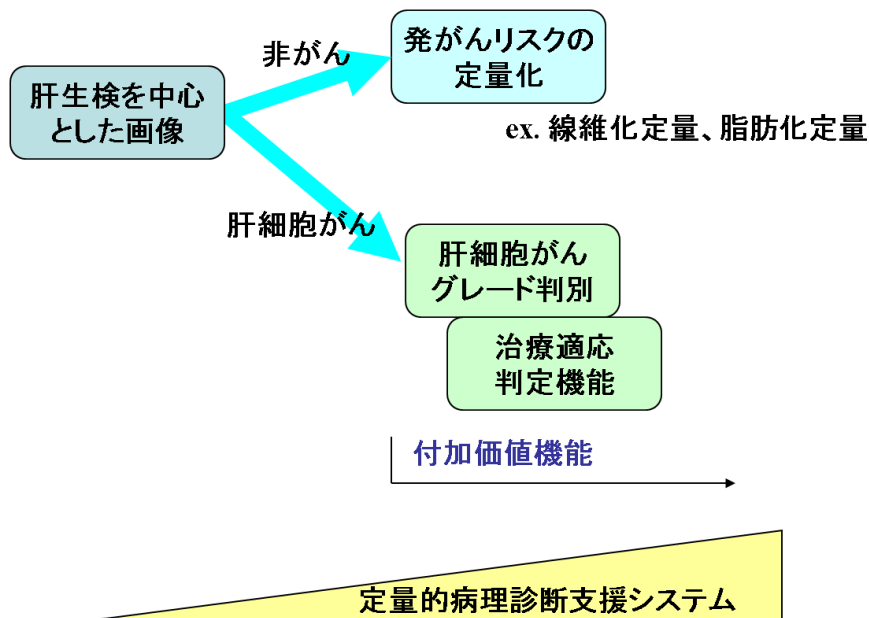 非がん
発がんリスクの
定量化
肝生検を中心
とした画像
ex. 線維化定量、脂肪化定量
肝細胞がん
肝細胞がん
グレード判別
治療適応
判定機能
付加価値機能
定量的病理診断支援システム